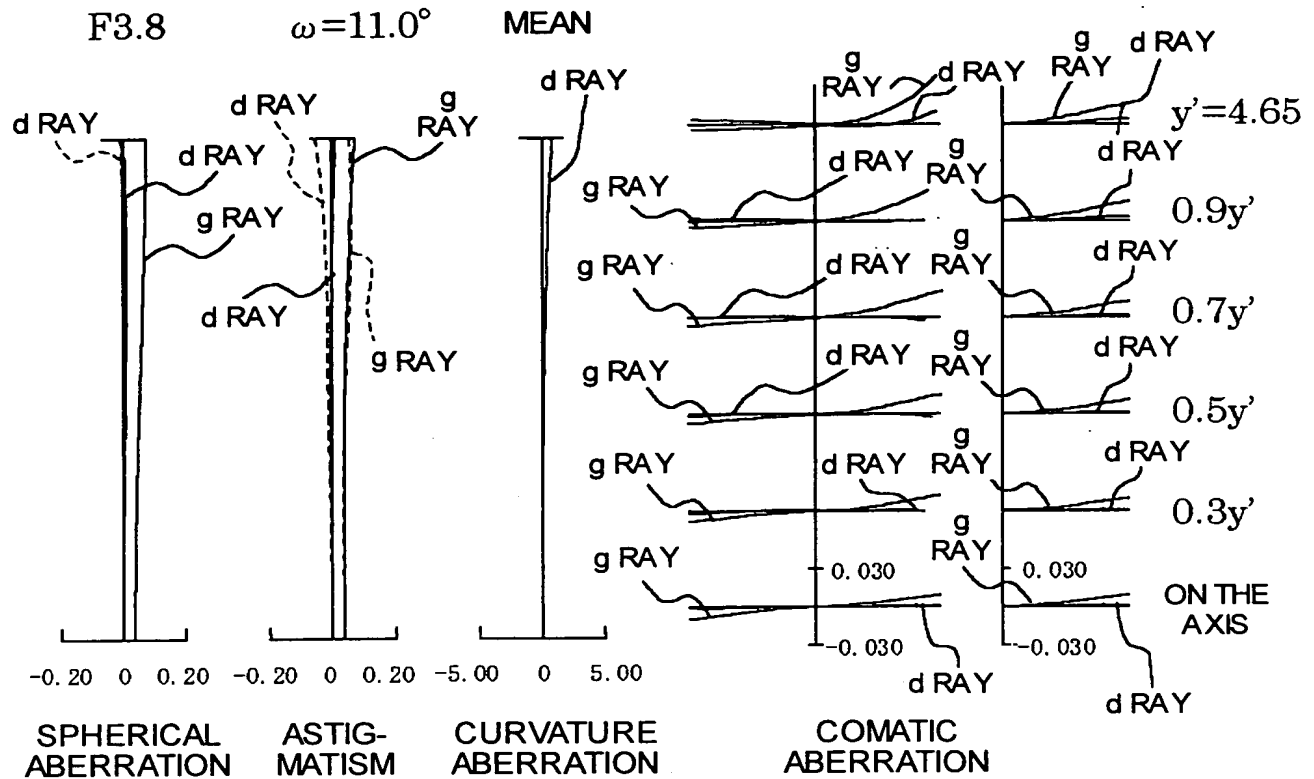 F3.8
ω=11.0°
MEAN
d RAY
d RAY
g RAY
-0.20 0 0.20
SPHERICAL
ABERRATION
d RAY
g
RAY
d RAY
g RAY
-0.20 0 0.20
ASTIG-
MATISM
d RAY
-5.00 0 5.00
CURVATURE
ABERRATION
g
RAY
d RAY
g
RAY
d RAY
y'=4.65
g RAY
d RAY
g
RAY
d RAY
0.9y'
g RAY
d RAY
g
RAY
d RAY
0.7y'
g RAY
d RAY
g
RAY
d RAY
0.5y'
g RAY
d RAY
g
RAY
d RAY
0.3y'
g RAY
0.030
-0.030
d RAY
g
RAY
0.030
-0.030
d RAY
ON THE
AXIS
COMATIC
ABERRATION